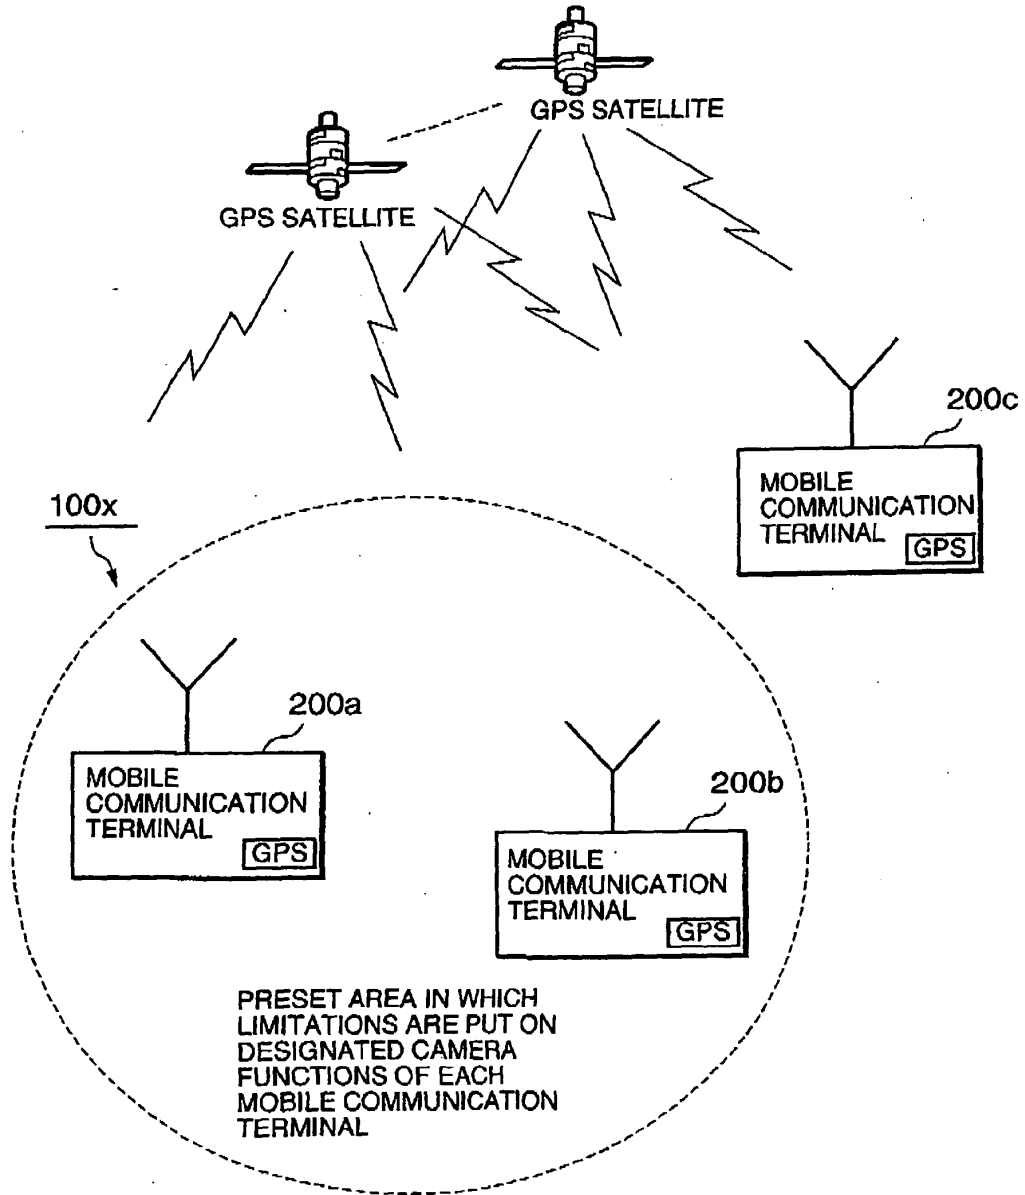 GPS SATELLITE
GPS SATELLITE
200c
MOBILE
COMMUNICATION
TERMINAL
GPS
100x
200a
MOBILE
COMMUNICATION
TERMINAL
GPS
200b
MOBILE
COMMUNICATION
TERMINAL
GPS
PRESET AREA IN WHICH
LIMITATIONS ARE PUT ON
DESIGNATED CAMERA
FUNCTIONS OF EACH
MOBILE COMMUNICATION
TERMINAL